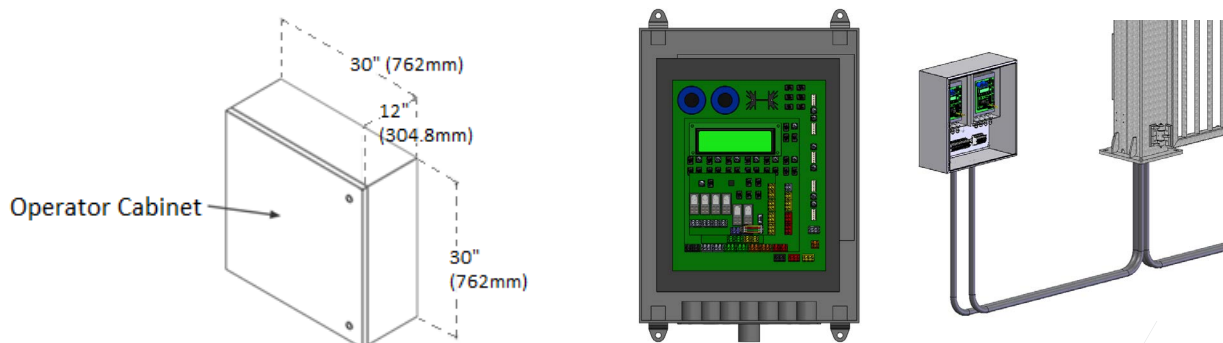 30" (762mm)
12"
(304.8mm)
Operator Cabinet
30"
(762mm)